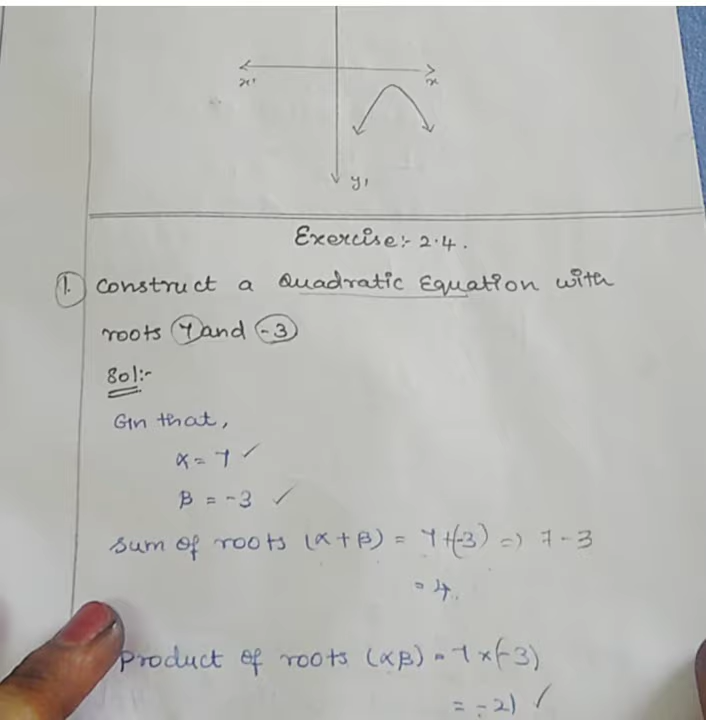 x'
x
y'
Exercise:- 2.4.
1. Construct a Quadratic Equation with
roots 7 and -3
Sol:-
Gn that,
α = 7 ✓
β = -3 ✓
Sum of roots (α+β) = 7+(-3) => 7-3
= 4.
Product of roots (αβ) = 7×(-3)
= -21 ✓